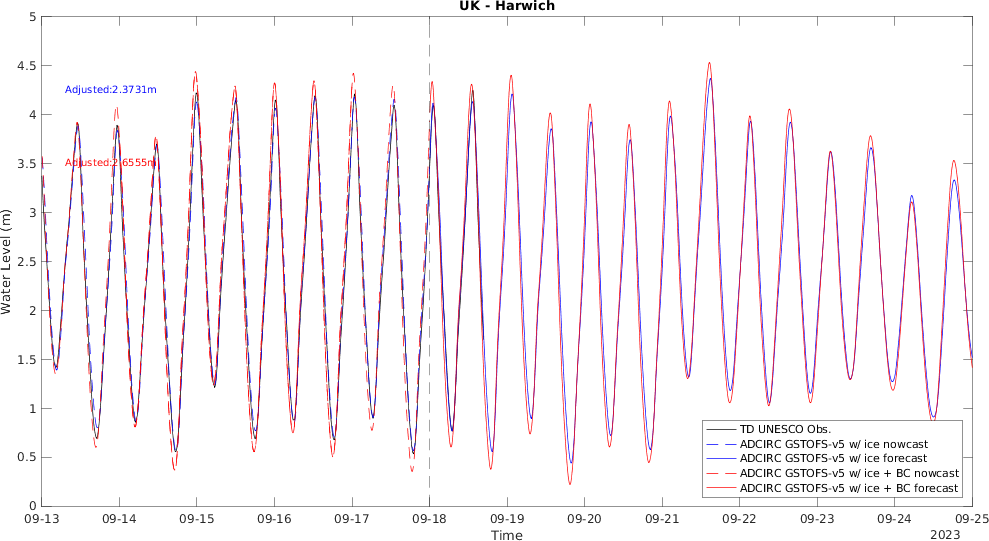 UK - Harwich
5
4.5
4
3.5
3
2.5
2
1.5
1
0.5
0
Water Level (m)
Adjusted:2.3731m
Adjusted:2.6555m
TD UNESCO Obs.
ADCIRC GSTOFS-v5 w/ ice nowcast
ADCIRC GSTOFS-v5 w/ ice forecast
ADCIRC GSTOFS-v5 w/ ice + BC nowcast
ADCIRC GSTOFS-v5 w/ ice + BC forecast
09-13 09-14 09-15 09-16 09-17 09-18 09-19 09-20 09-21 09-22 09-23 09-24 09-25
Time
2023